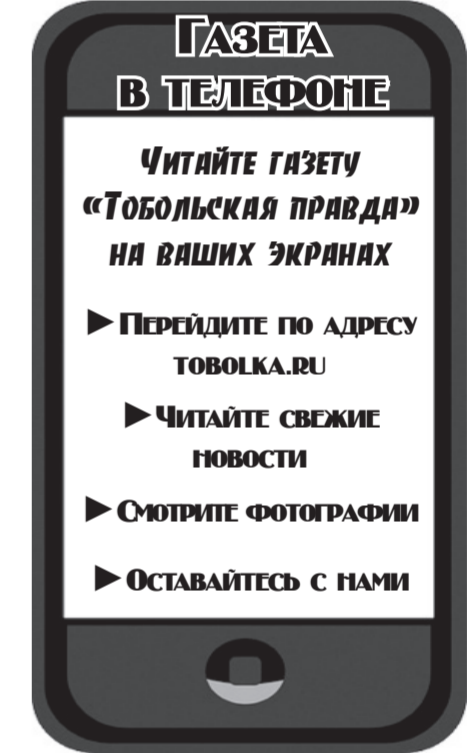 Газета
в телефоне
Читайте газету
«Тобольская правда»
на ваших экранах
►Перейдите по адресу
tobolka.ru
►Читайте свежие
новости
►Смотрите фотографии
►Оставайтесь с нами